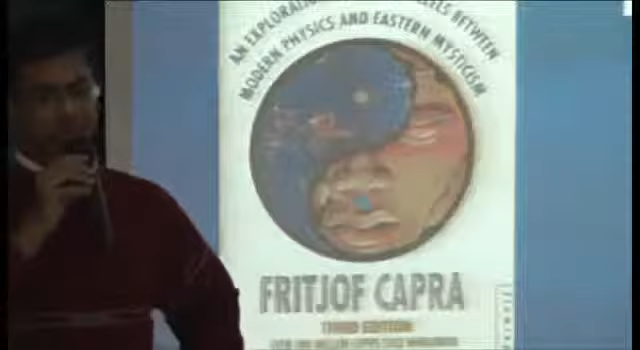 AN EXPLORATION BETWEEN
MODERN PHYSICS AND EASTERN MYSTICISM
FRITJOF CAPRA
THIRD EDITION